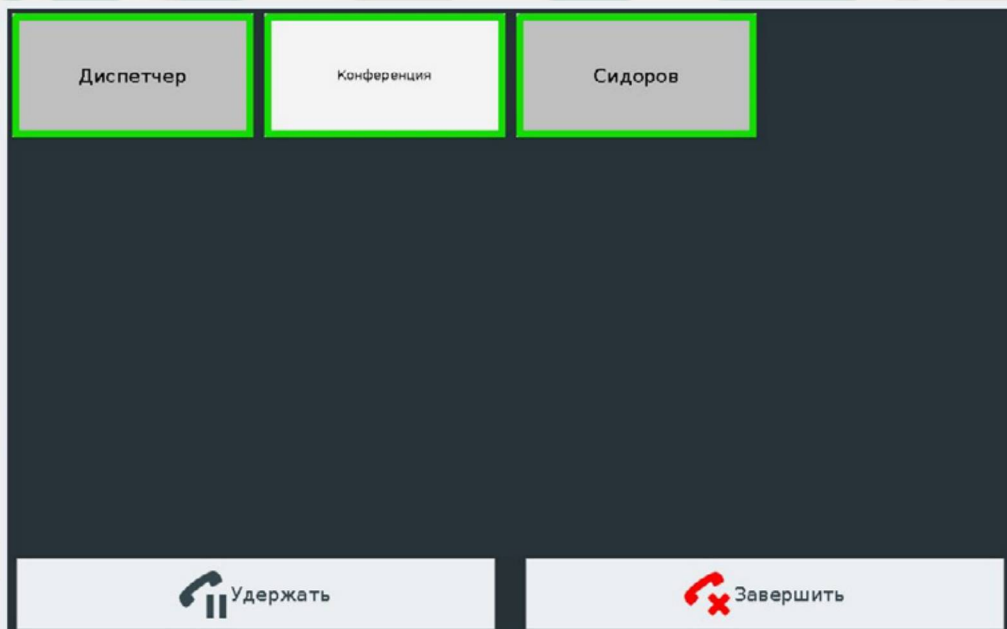 Диспетчер
Конференция
Сидоров
Удержать
Завершить